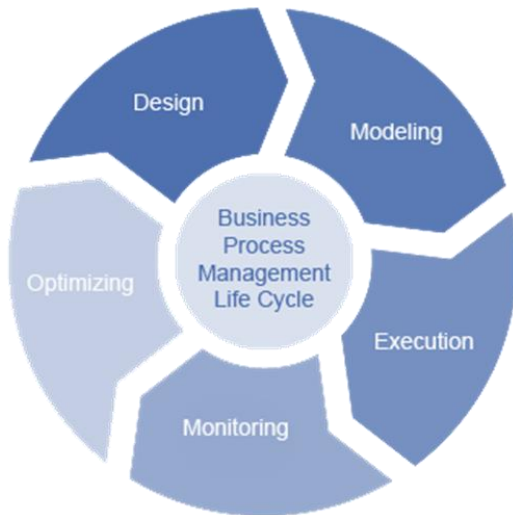 Design
Modeling
Business
Process
Management
Life Cycle
Optimizing
Execution
Monitoring